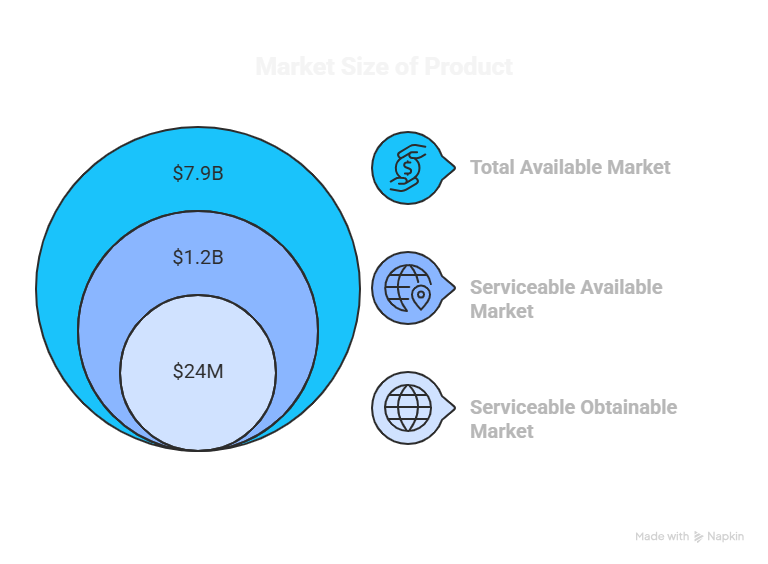 Market Size of Product
$7.9B
Total Available Market
$1.2B
Serviceable Available
Market
$24M
Serviceable Obtainable
Market
Made with Napkin